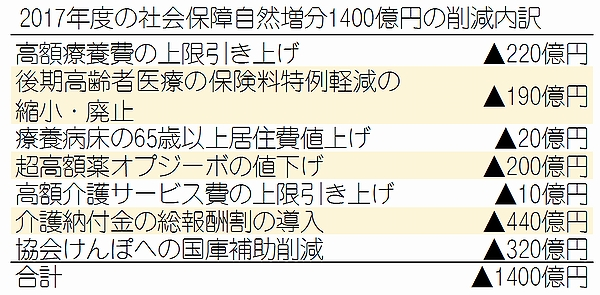 2017年度の社会保障自然増分1400億円の削減内訳
高額療養費の上限引き上げ ▲220億円
後期高齢者医療の保険料特例軽減の
縮小・廃止 ▲190億円
療養病床の65歳以上居住費値上げ ▲20億円
超高額薬オプジーボの値下げ ▲200億円
高額介護サービス費の上限引き上げ ▲10億円
介護納付金の総報酬割の導入 ▲440億円
協会けんぽへの国庫補助削減 ▲320億円
合計 ▲1400億円